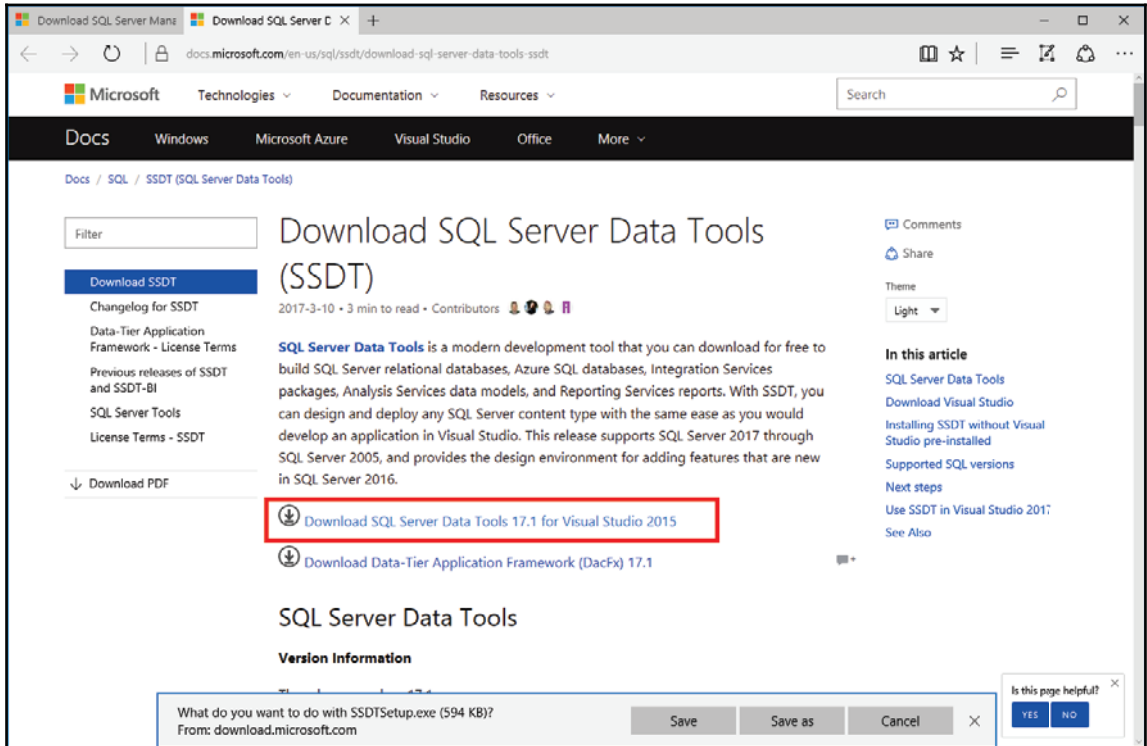 Download SQL Server Mana
Download SQL Server D
docs.microsoft.com/en-us/sql/ssdt/download-sql-server-data-tools-ssdt
Microsoft Technologies Documentation Resources Search
Docs Windows Microsoft Azure Visual Studio Office More
Docs / SQL / SSDT (SQL Server Data Tools)
Filter
Download SSDT
Changelog for SSDT
Data-Tier Application
Framework - License Terms
Previous releases of SSDT
and SSDT-BI
SQL Server Tools
License Terms - SSDT
Download PDF
Download SQL Server Data Tools
(SSDT)
2017-3-10 • 3 min to read • Contributors
SQL Server Data Tools is a modern development tool that you can download for free to
build SQL Server relational databases, Azure SQL databases, Integration Services
packages, Analysis Services data models, and Reporting Services reports. With SSDT, you
can design and deploy any SQL Server content type with the same ease as you would
develop an application in Visual Studio. This release supports SQL Server 2017 through
SQL Server 2005, and provides the design environment for adding features that are new
in SQL Server 2016.
Download SQL Server Data Tools 17.1 for Visual Studio 2015
Download Data-Tier Application Framework (DacFx) 17.1
SQL Server Data Tools
Version Information
Comments
Share
Theme
Light
In this article
SQL Server Data Tools
Download Visual Studio
Installing SSDT without Visual
Studio pre-installed
Supported SQL versions
Next steps
Use SSDT in Visual Studio 2017
See Also
What do you want to do with SSDTSetup.exe (594 KB)?
From: download.microsoft.com
Save Save as Cancel
Is this page helpful?
YES NO